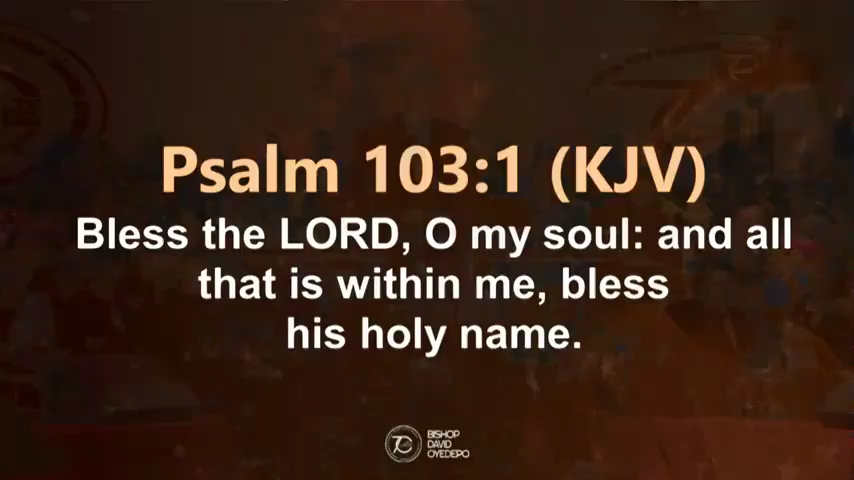 Psalm 103:1 (KJV)
Bless the LORD, O my soul: and all
that is within me, bless
his holy name.
70
BISHOP
DAVID
OYEDEPO